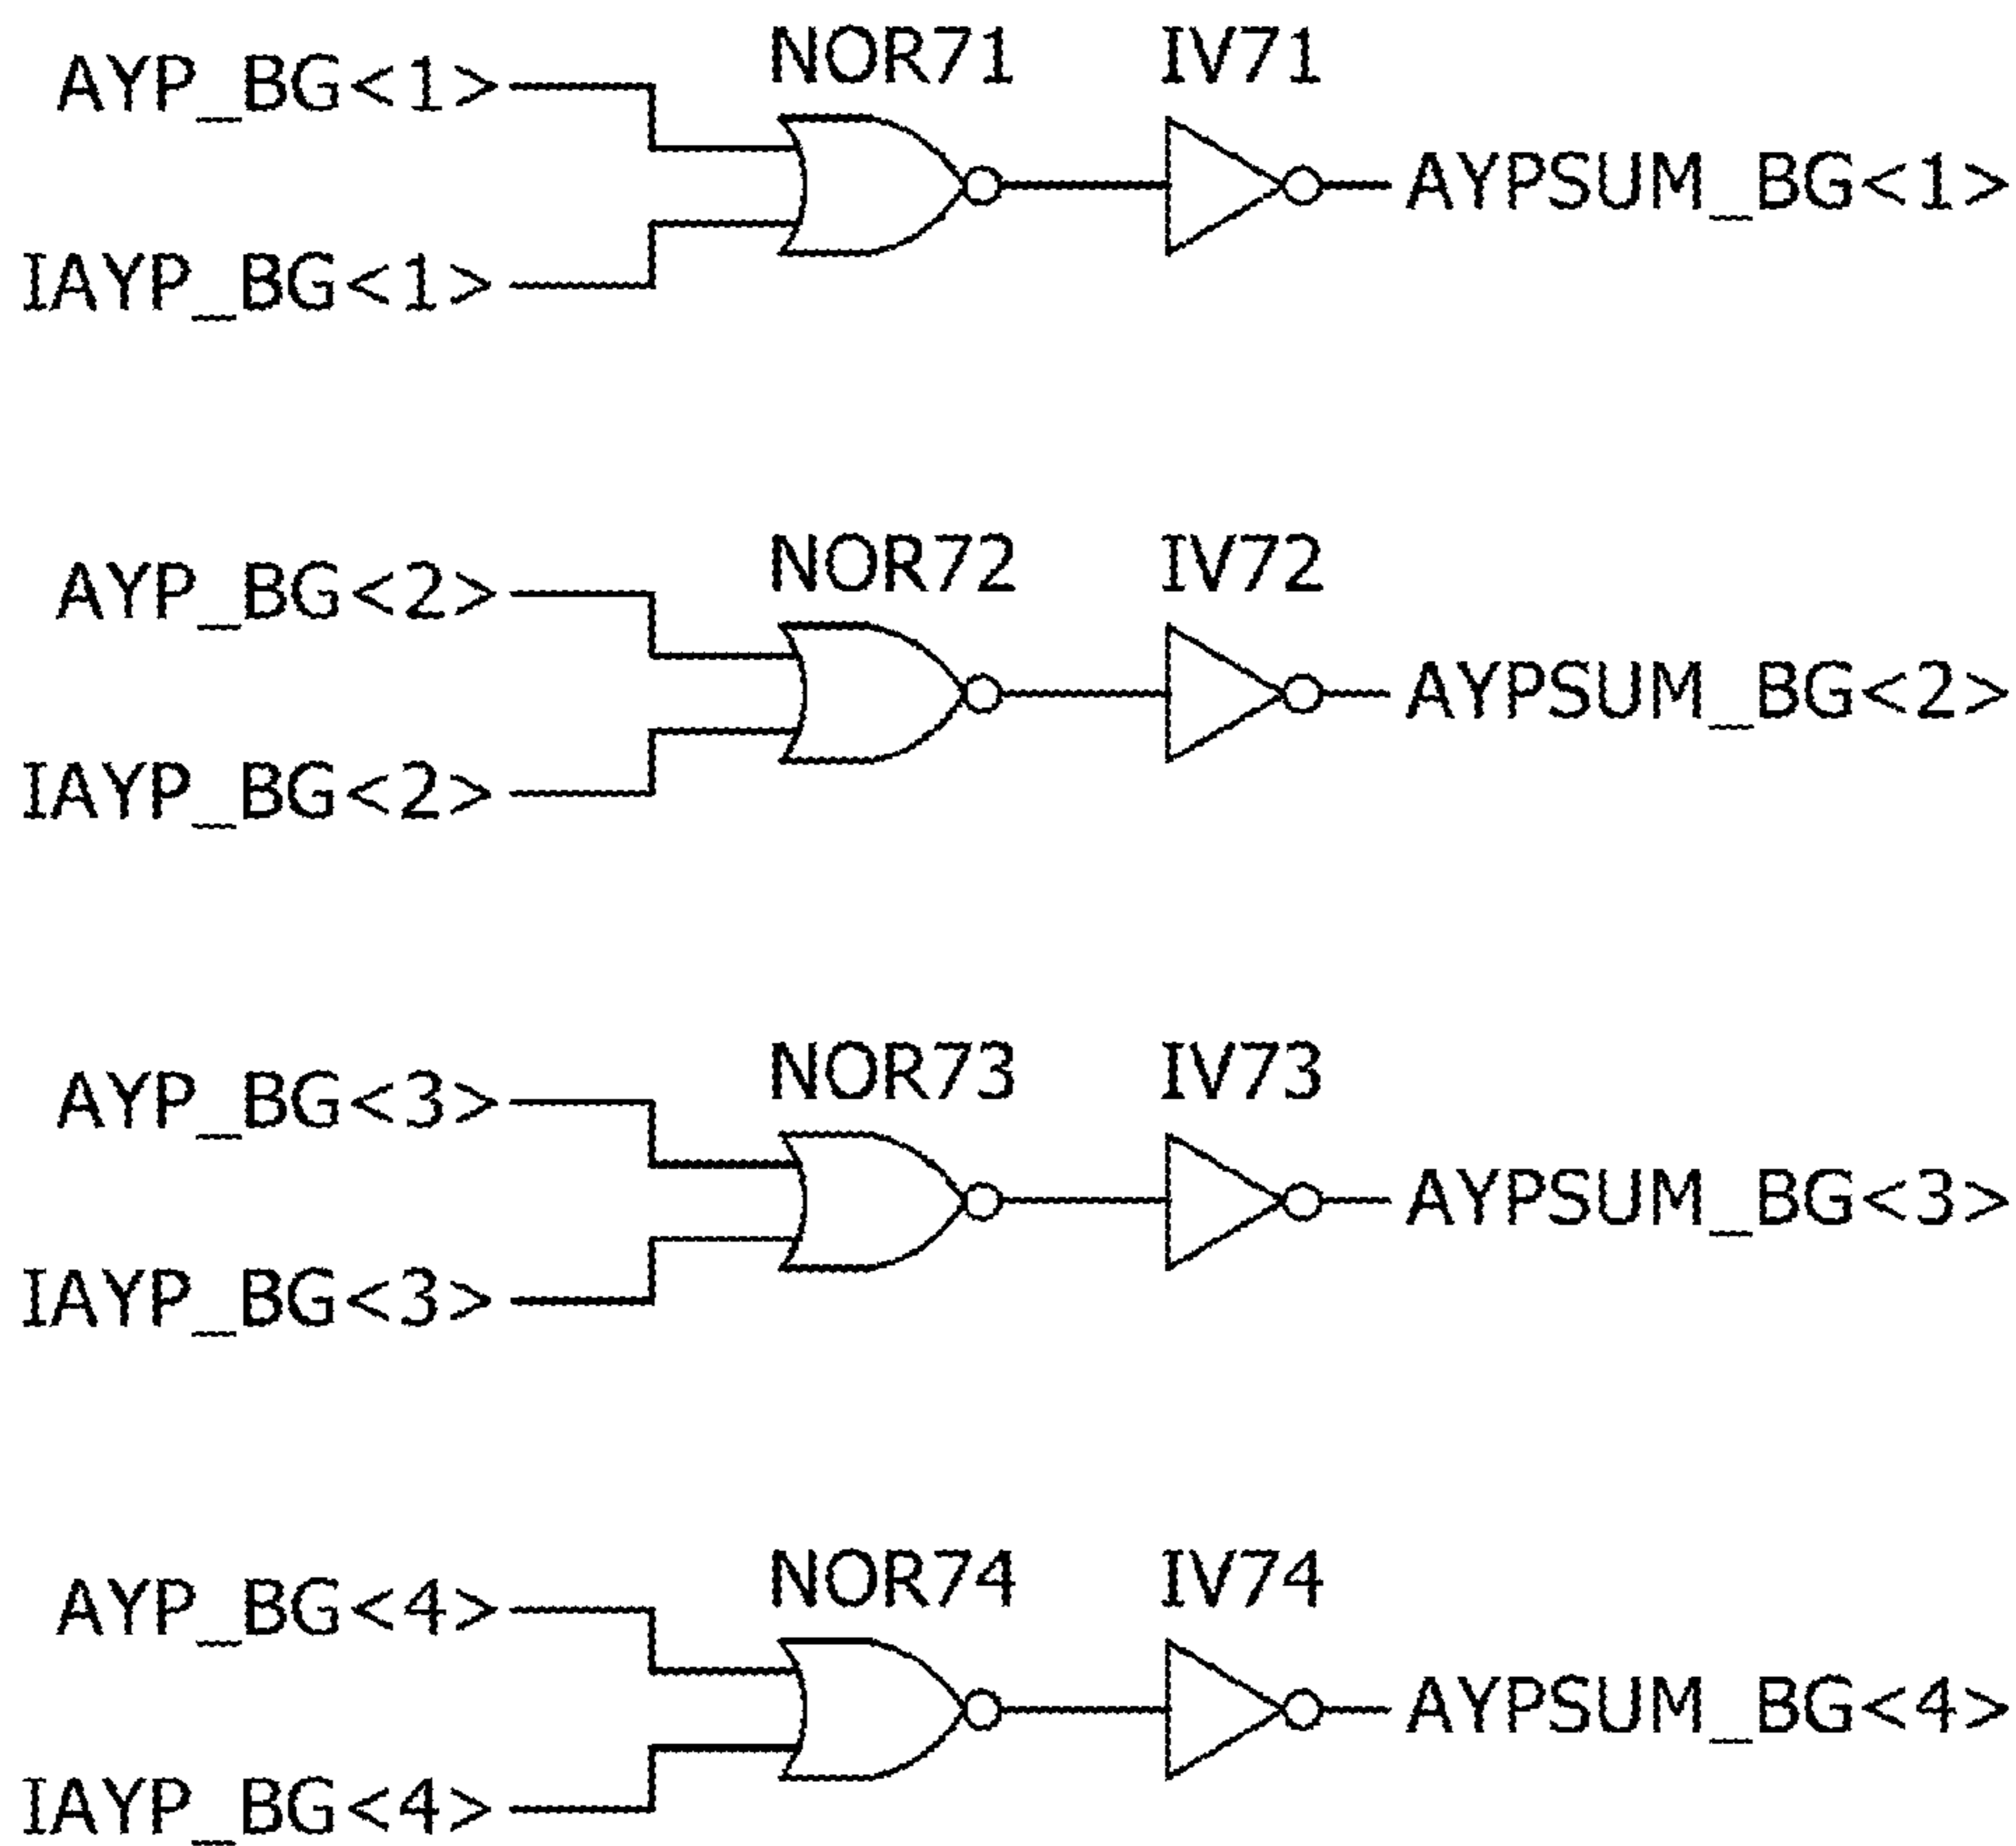 NOR71 IV71
AYP_BG<1>
AYPSUM_BG<1>
IAYP_BG<1>
NOR72 IV72
AYP_BG<2>
AYPSUM_BG<2>
IAYP_BG<2>
NOR73 IV73
AYP_BG<3>
AYPSUM_BG<3>
IAYP_BG<3>
NOR74 IV74
AYP_BG<4>
AYPSUM_BG<4>
IAYP_BG<4>